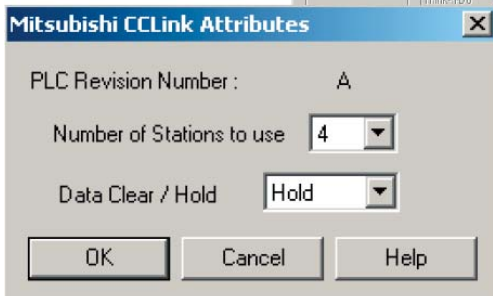 Mitsubishi CCLink Attributes
PLC Revision Number : A
Number of Stations to use 4
Data Clear / Hold Hold
OK Cancel Help